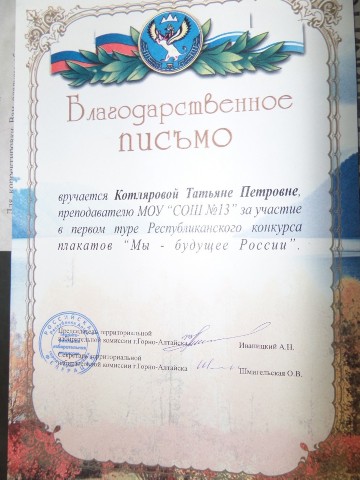 Благодарственное
письмо
вручается Котляровой Татьяне Петровне,
преподавателю МОУ “СОШ №13” за участие
в первом туре Республиканского конкурса
плакатов “Мы - будущее России”.
Председатель территориальной
избирательной комиссии г.Горно-Алтайска
Иваницкий А.П.
Секретарь территориальной
избирательной комиссии г.Горно-Алтайска
Шмигельская О.В.